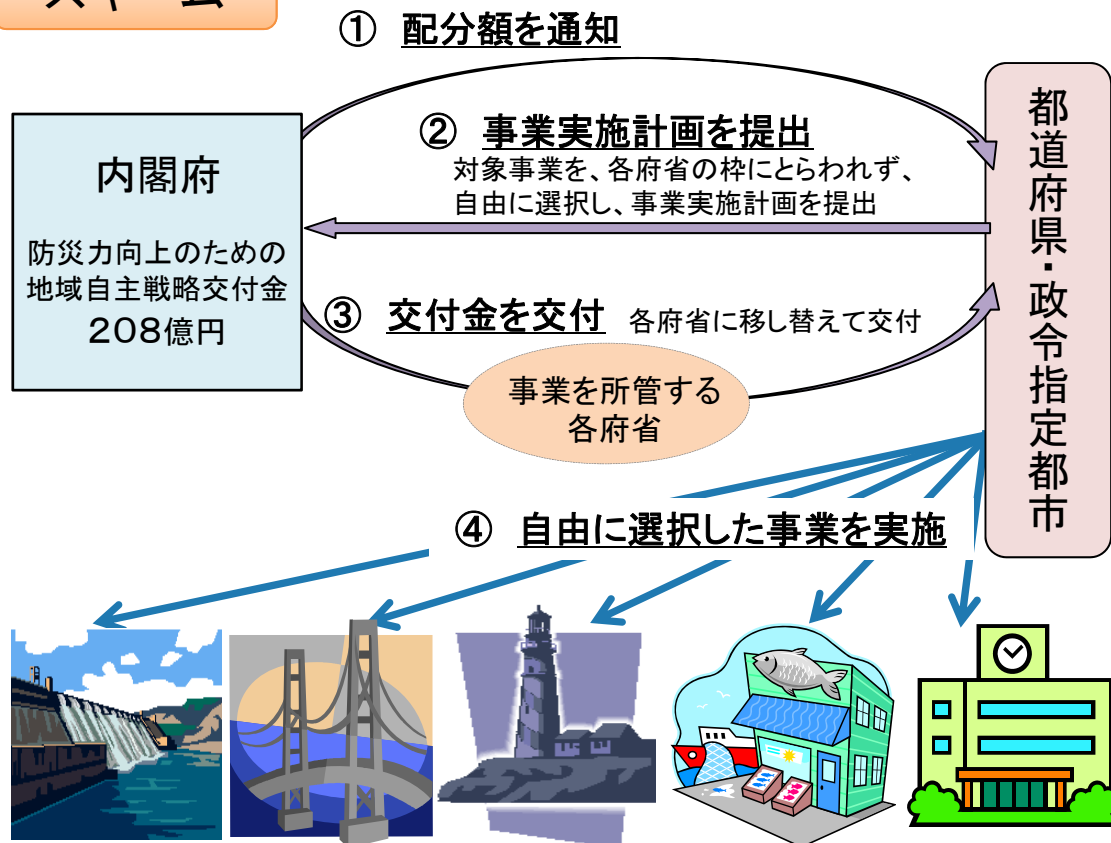 スキーム
① 配分額を通知
② 事業実施計画を提出
対象事業を、各府省の枠にとらわれず、
自由に選択し、事業実施計画を提出
内閣府
防災力向上のための
地域自主戦略交付金
208億円
③ 交付金を交付 各府省に移し替えて交付
事業を所管する
各府省
都道府県・政令指定都市
④ 自由に選択した事業を実施